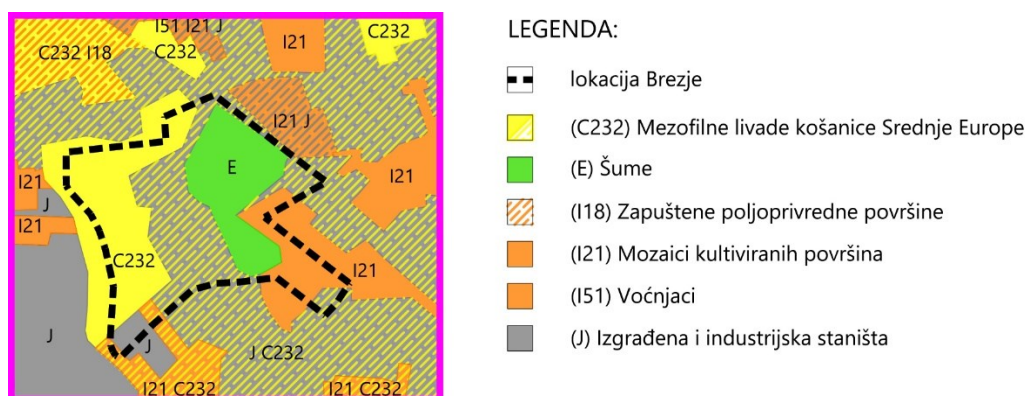 I51 I21 J
C232
C232 I18
C232
I21
I21 J
E
I21
I21
J
I21
C232
I21
J
J
J C232
I21 C232
I21 C232
LEGENDA:
lokacija Brezje
(C232) Mezofilne livade košanice Srednje Europe
(E) Šume
(I18) Zapuštene poljoprivredne površine
(I21) Mozaici kultiviranih površina
(I51) Voćnjaci
(J) Izgrađena i industrijska staništa